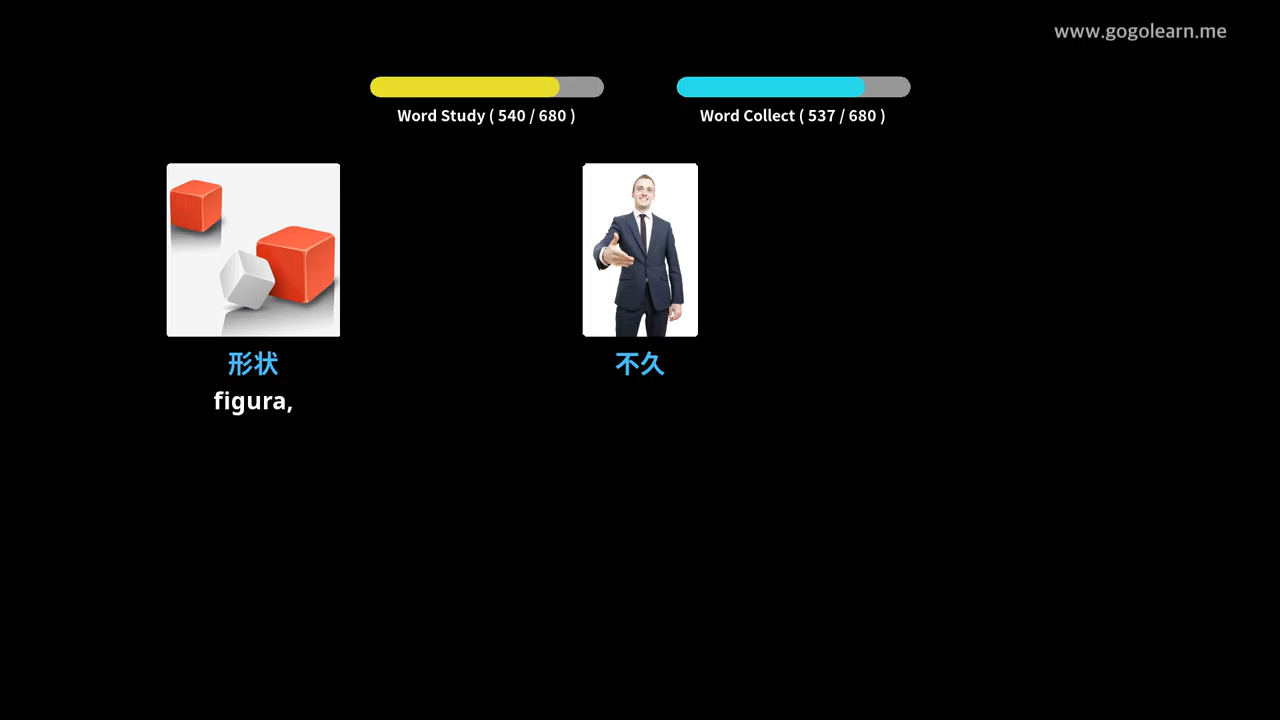 www.gogolearn.me
Word Study ( 540 / 680 )
Word Collect ( 537 / 680 )
形状
figura,
不久